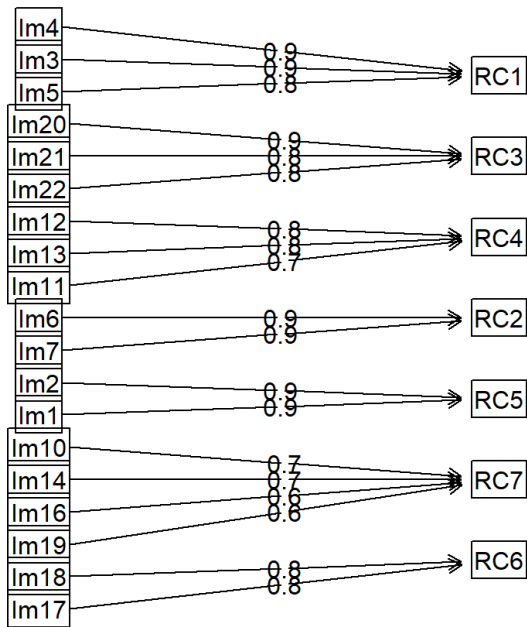 Im4
0.9
Im3
0.9
RC1
Im5
0.8
Im20
0.9
Im21
0.8
RC3
Im22
0.8
Im12
0.8
RC4
Im13
0.8
Im11
0.7
Im6
0.9
RC2
Im7
0.9
Im2
0.9
RC5
Im1
0.9
Im10
0.7
Im14
0.7
RC7
Im16
0.6
Im19
0.6
Im18
0.8
RC6
Im17
0.8